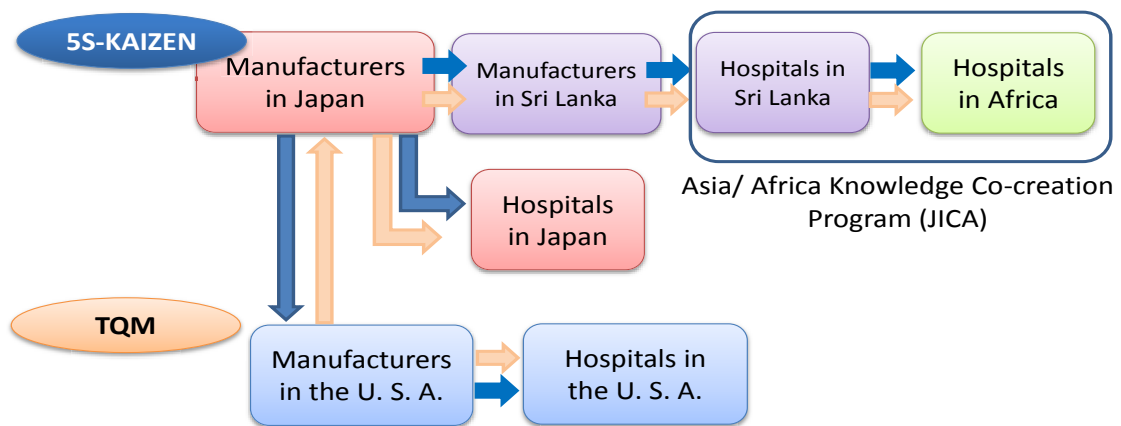 5S-KAIZEN
Manufacturers
in Japan
Manufacturers
in Sri Lanka
Hospitals in
Sri Lanka
Hospitals
in Africa
Asia/ Africa Knowledge Co-creation
Program (JICA)
Hospitals
in Japan
TQM
Manufacturers
in the U. S. A.
Hospitals in
the U. S. A.